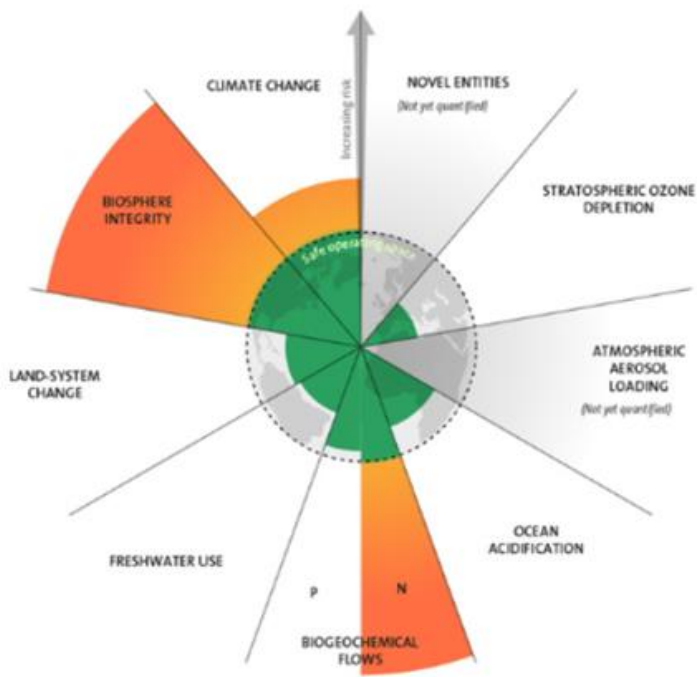 CLIMATE CHANGE
Increasing risk
NOVEL ENTITIES
(Not yet quantified)
STRATOSPHERIC OZONE
DEPLETION
ATMOSPHERIC
AEROSOL
LOADING
(Not yet quantified)
OCEAN
ACIDIFICATION
N
P
BIOGEOCHEMICAL
FLOWS
FRESHWATER USE
LAND-SYSTEM
CHANGE
BIOSPHERE
INTEGRITY
Safe operating space